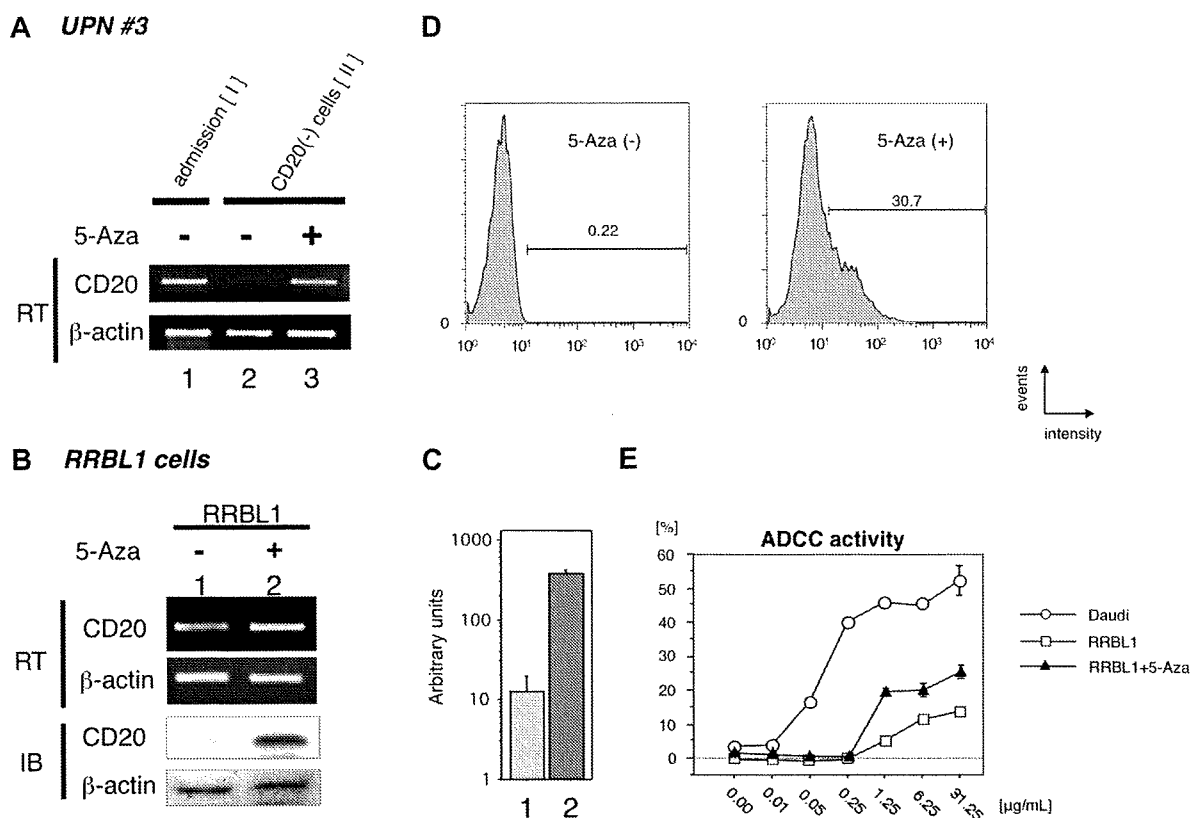 A UPN #3
admission [ I ]
CD20(-) cells [ II ]
5-Aza - - +
RT
CD20
β-actin
1 2 3
B RRBL1 cells
RRBL1
5-Aza - +
1 2
RT
CD20
β-actin
IB
CD20
β-actin
C
Arbitrary units
1000
100
10
1
1 2
D
5-Aza (-)
0.22
0
10⁰ 10¹ 10² 10³ 10⁴
5-Aza (+)
30.7
0
10⁰ 10¹ 10² 10³ 10⁴
events
intensity
E
[%]
ADCC activity
60
50
40
30
20
10
0
0.00 0.01 0.05 0.25 1.25 6.25 31.25 [μg/mL]
Daudi
RRBL1
RRBL1+5-Aza